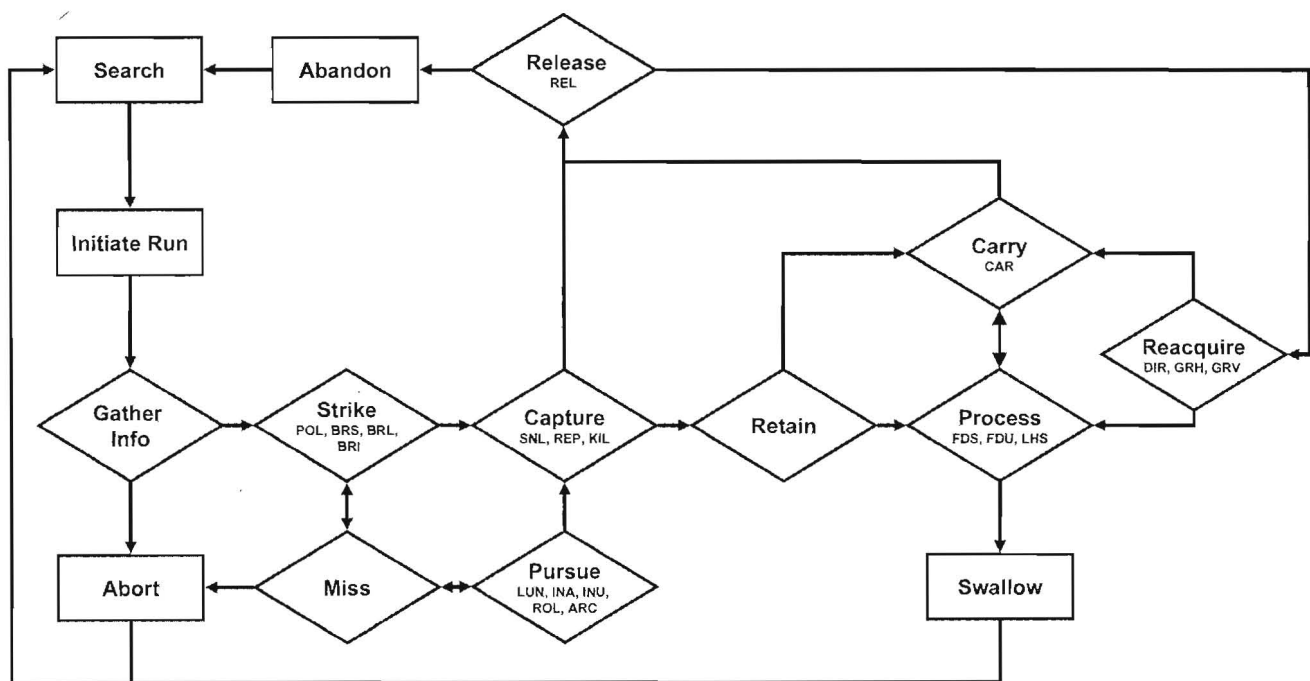 Search
Abandon
Release
REL
Initiate Run
Carry
CAR
Reacquire
DIR, GRH, GRV
Gather
Info
Strike
POL, BRS, BRL,
BRI
Capture
SNL, REP, KIL
Retain
Process
FDS, FDU, LHS
Abort
Miss
Pursue
LUN, INA, INU,
ROL, ARC
Swallow